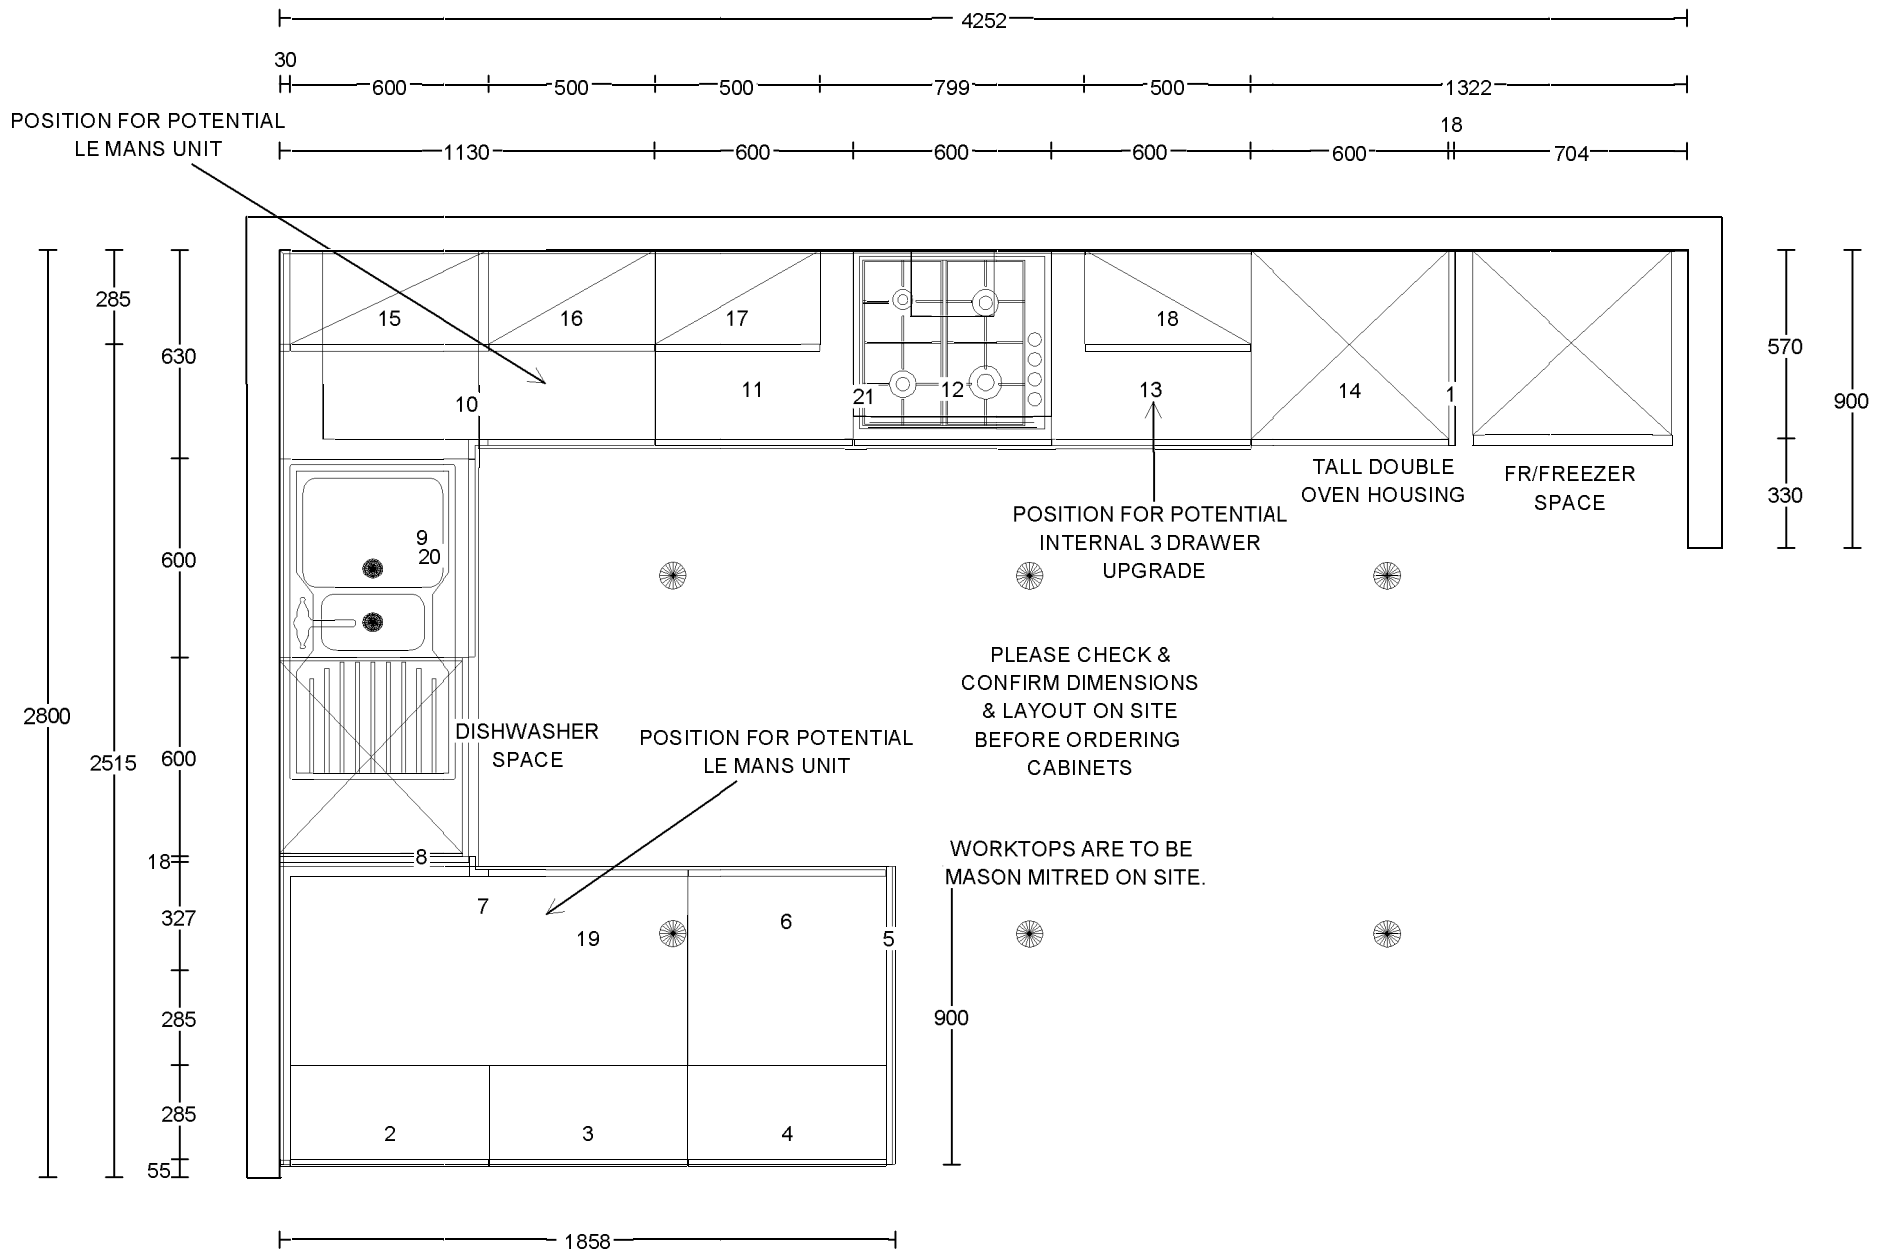 4252
30
600 500 500 799 500 1322
POSITION FOR POTENTIAL
LE MANS UNIT
18
1130 600 600 600 600 704
285
630
15 16 17 18
570
900
10 11 21 12 13 14 1
330
TALL DOUBLE
OVEN HOUSING
FR/FREEZER
SPACE
POSITION FOR POTENTIAL
INTERNAL 3 DRAWER
UPGRADE
9
20
600
PLEASE CHECK &
CONFIRM DIMENSIONS
& LAYOUT ON SITE
BEFORE ORDERING
CABINETS
2800
2515
600
DISHWASHER
SPACE
POSITION FOR POTENTIAL
LE MANS UNIT
18
8
WORKTOPS ARE TO BE
MASON MITRED ON SITE.
327
7
6
19
5
285
900
285
2 3 4
55
1858